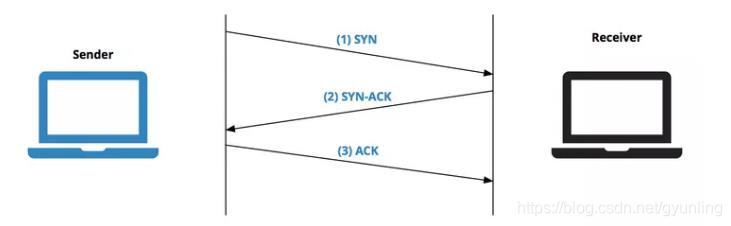 Sender
Receiver
(1) SYN
(2) SYN-ACK
(3) ACK
https://blog.csdn.net/gyunling